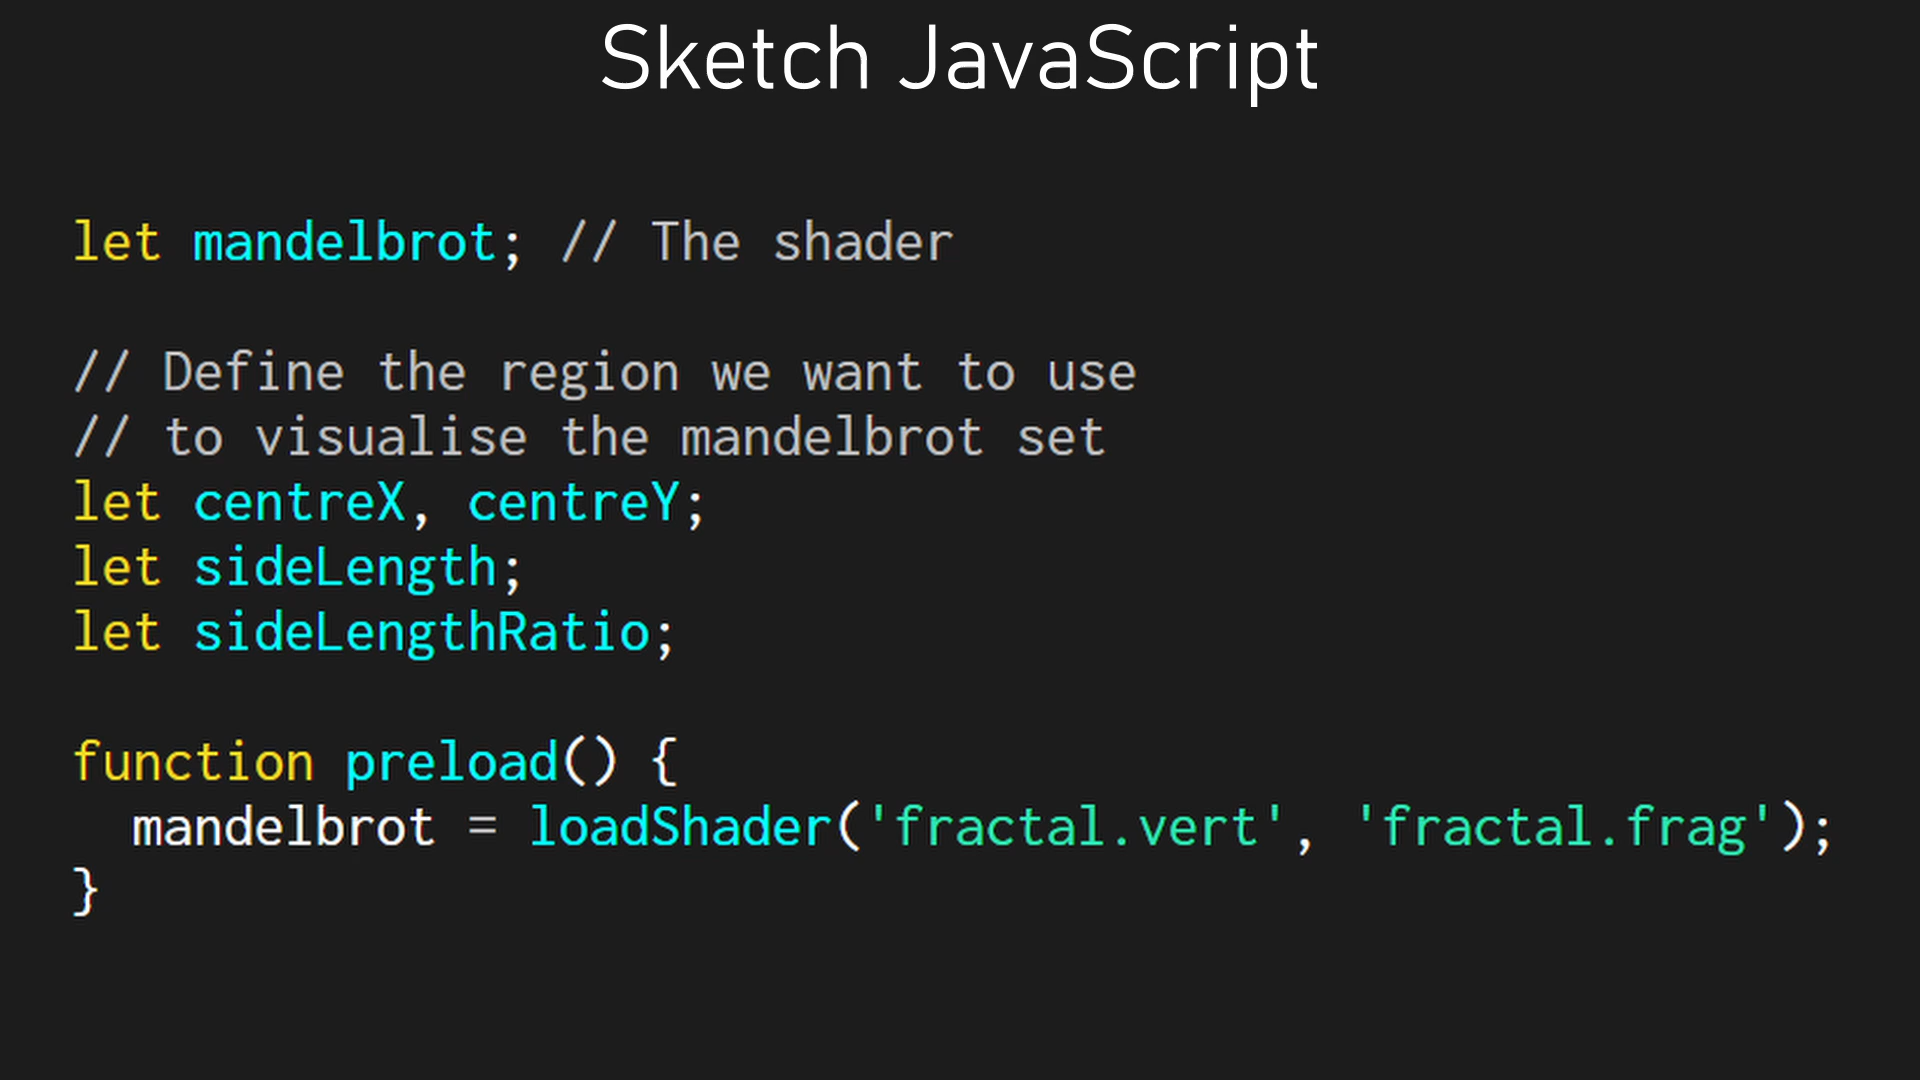 Sketch JavaScript
let mandelbrot; // The shader
// Define the region we want to use
// to visualise the mandelbrot set
let centreX, centreY;
let sideLength;
let sideLengthRatio;
function preload() {
  mandelbrot = loadShader('fractal.vert', 'fractal.frag');
}